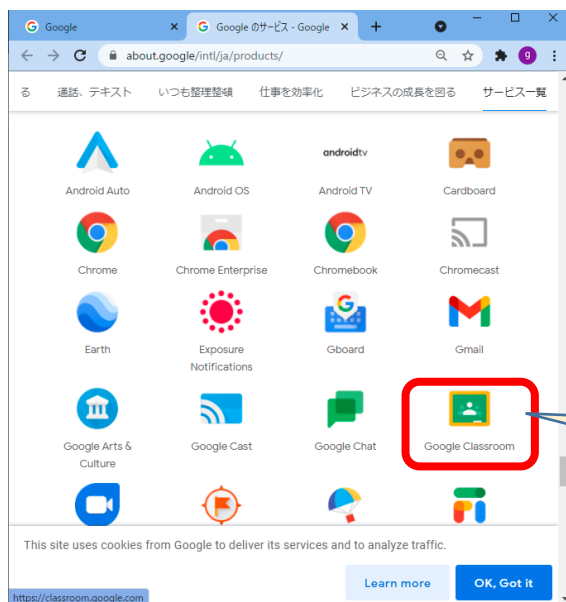 Google
Google のサービス - Google
about.google/intl/ja/products/
g
る 通話、テキスト いつも整理整頓 仕事を効率化 ビジネスの成長を図る サービス一覧
androidtv
Android Auto Android OS Android TV Cardboard
Chrome Chrome Enterprise Chromebook Chromecast
Earth Exposure Gboard Gmail
Notifications
Google Arts & Google Cast Google Chat Google Classroom
Culture
This site uses cookies from Google to deliver its services and to analyze traffic.
Learn more OK, Got it
https://classroom.google.com